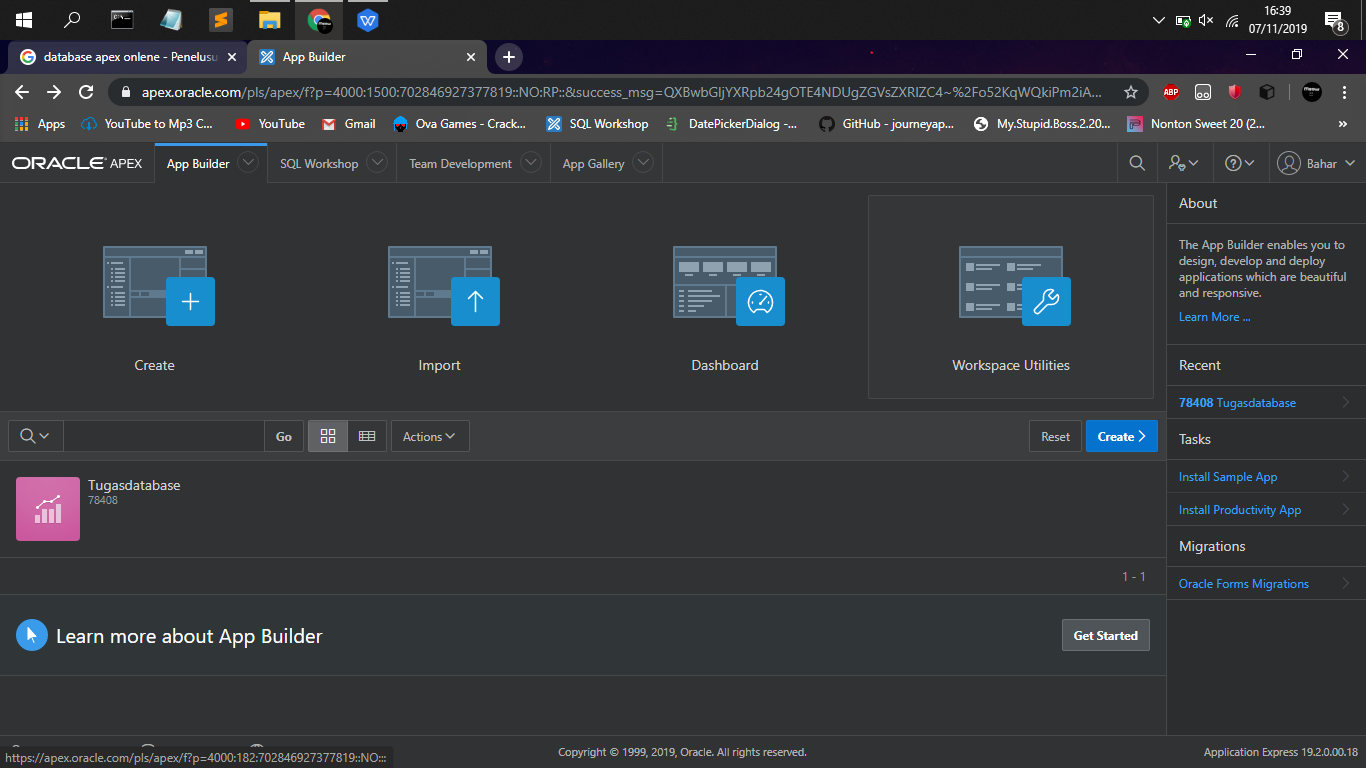 16:39
07/11/2019
8
database apex onlene - Penelusu
App Builder
apex.oracle.com/pls/apex/f?p=4000:1500:702846927377819::NO:RP::&success_msg=QXBwbGljYXRpb24gOTE4NDUgZGVsZXRlZC4~%2Fo52KqWQkiPm2iA...
ABP
Apps
YouTube to Mp3 C...
YouTube
Gmail
Ova Games - Crack...
SQL Workshop
DatePickerDialog -...
GitHub - journeyap...
My.Stupid.Boss.2.20...
Nonton Sweet 20 (2...
»
ORACLE APEX
App Builder
SQL Workshop
Team Development
App Gallery
Bahar
Create
Import
Dashboard
Workspace Utilities
Go
Actions
Reset
Create
Tugasdatabase
78408
1 - 1
Learn more about App Builder
Get Started
About
The App Builder enables you to
design, develop and deploy
applications which are beautiful
and responsive.
Learn More ...
Recent
78408 Tugasdatabase
Tasks
Install Sample App
Install Productivity App
Migrations
Oracle Forms Migrations
https://apex.oracle.com/pls/apex/f?p=4000:182:702846927377819::NO:::
Copyright © 1999, 2019, Oracle. All rights reserved.
Application Express 19.2.0.00.18